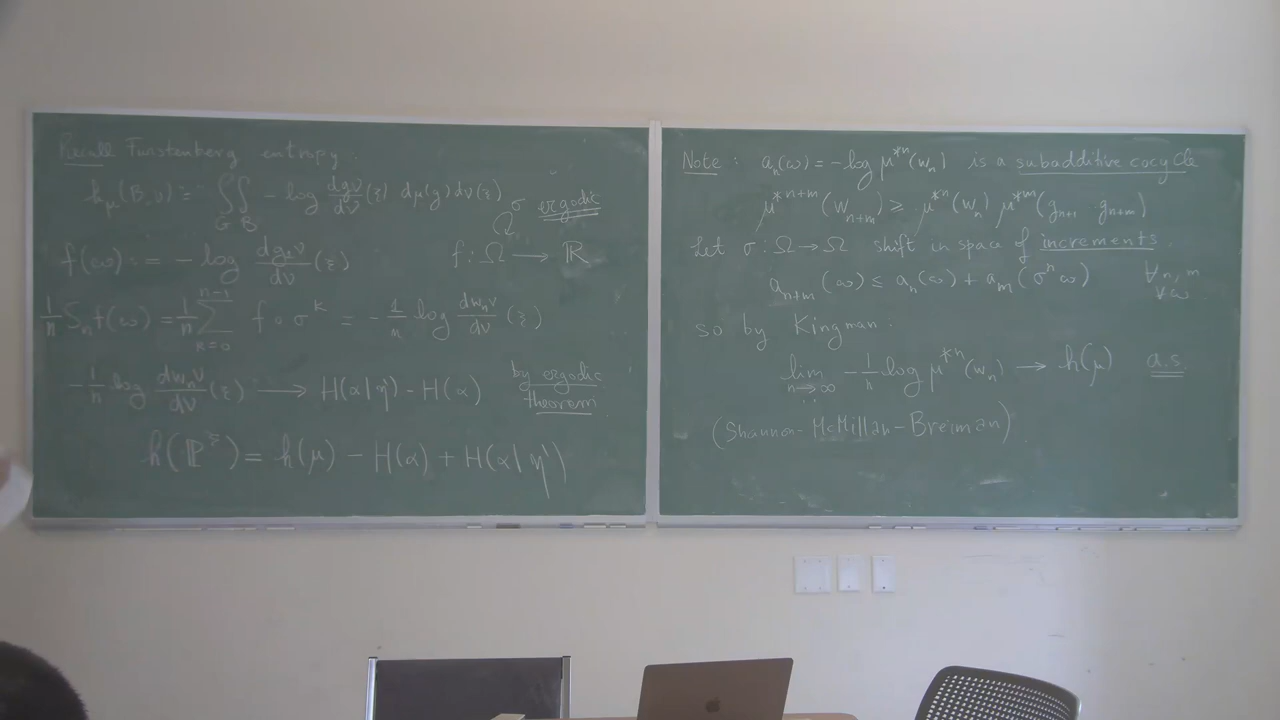 Recall Furstenberg entropy.
h_μ(B,ν) := ∬_{G B} - log dgν/dν (ξ) dμ(g) dν(ξ)
σ ergodic
f(ω) := - log dg₁ν/dν (ξ)
f : Ω → ℝ
1/n S_n f(ω) = 1/n ∑_{k=0}^{n-1} f∘σ^k = - 1/n log dw_nν/dν (ξ)
- 1/n log dw_nν/dν (ξ) → H(α|η) - H(α)
by ergodic
theorem
h(ℙ^ξ) = h(μ) - H(α) + H(α|η)
Note : a_n(ω) = - log μ^{*n}(w_n) is a subadditive cocycle
μ^{*n+m}(w_{n+m}) ≥ μ^{*n}(w_n) μ^{*m}(g_{n+1} ... g_{n+m})
Let σ : Ω → Ω shift in space of increments.
a_{n+m}(ω) ≤ a_n(ω) + a_m(σ^n ω) ∀n,m
∀ω
so by Kingman.
lim_{n→∞} - 1/n log μ^{*n}(w_n) → h(μ) a.s
(Shannon-McMillan-Breiman)